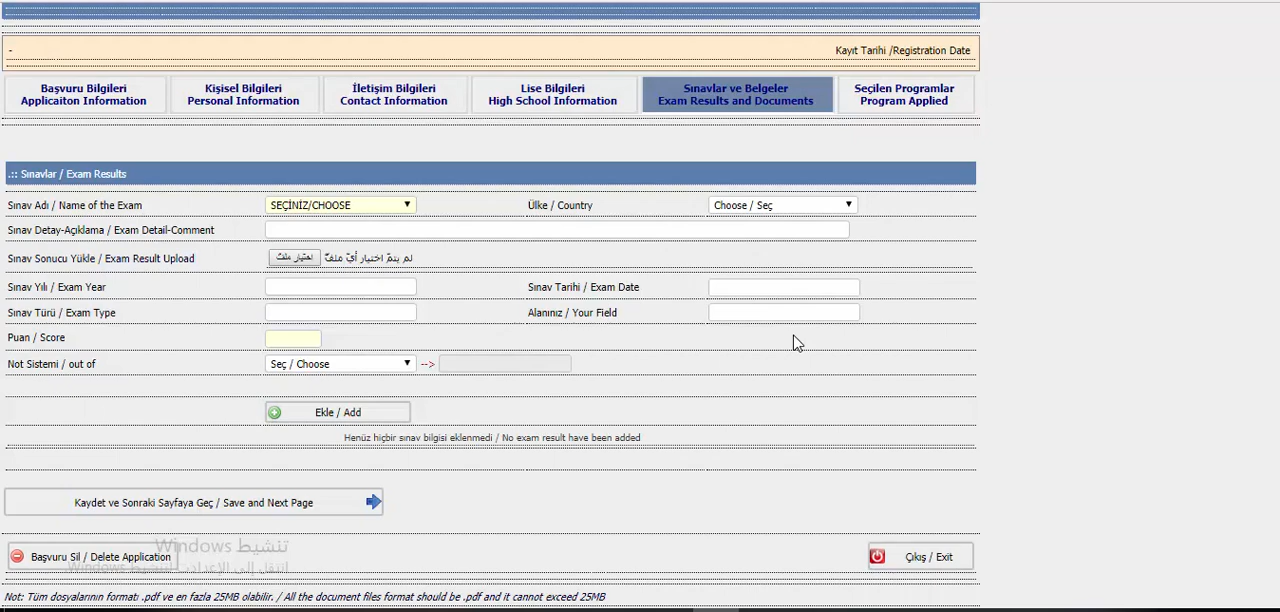 -
Kayıt Tarihi /Registration Date
Başvuru Bilgileri
Applicaiton Information
Kişisel Bilgileri
Personal Information
İletişim Bilgileri
Contact Information
Lise Bilgileri
High School Information
Sınavlar ve Belgeler
Exam Results and Documents
Seçilen Programlar
Program Applied
.:: Sınavlar / Exam Results
Sınav Adı / Name of the Exam SEÇİNİZ/CHOOSE Ülke / Country Choose / Seç
Sınav Detay-Açıklama / Exam Detail-Comment
Sınav Sonucu Yükle / Exam Result Upload اختيار ملف لم يتمّ اختيار أيّ ملفّ
Sınav Yılı / Exam Year Sınav Tarihi / Exam Date
Sınav Türü / Exam Type Alanınız / Your Field
Puan / Score
Not Sistemi / out of Seç / Choose -->
Ekle / Add
Henüz hiçbir sınav bilgisi eklenmedi / No exam result have been added
Kaydet ve Sonraki Sayfaya Geç / Save and Next Page
تنشيط Windows
Başvuru Sil / Delete Application Çıkış / Exit
انتقل إلى الإعدادات لتنشيط Windows
Not: Tüm dosyalarının formatı .pdf ve en fazla 25MB olabilir. / All the document files format should be .pdf and it cannot exceed 25MB